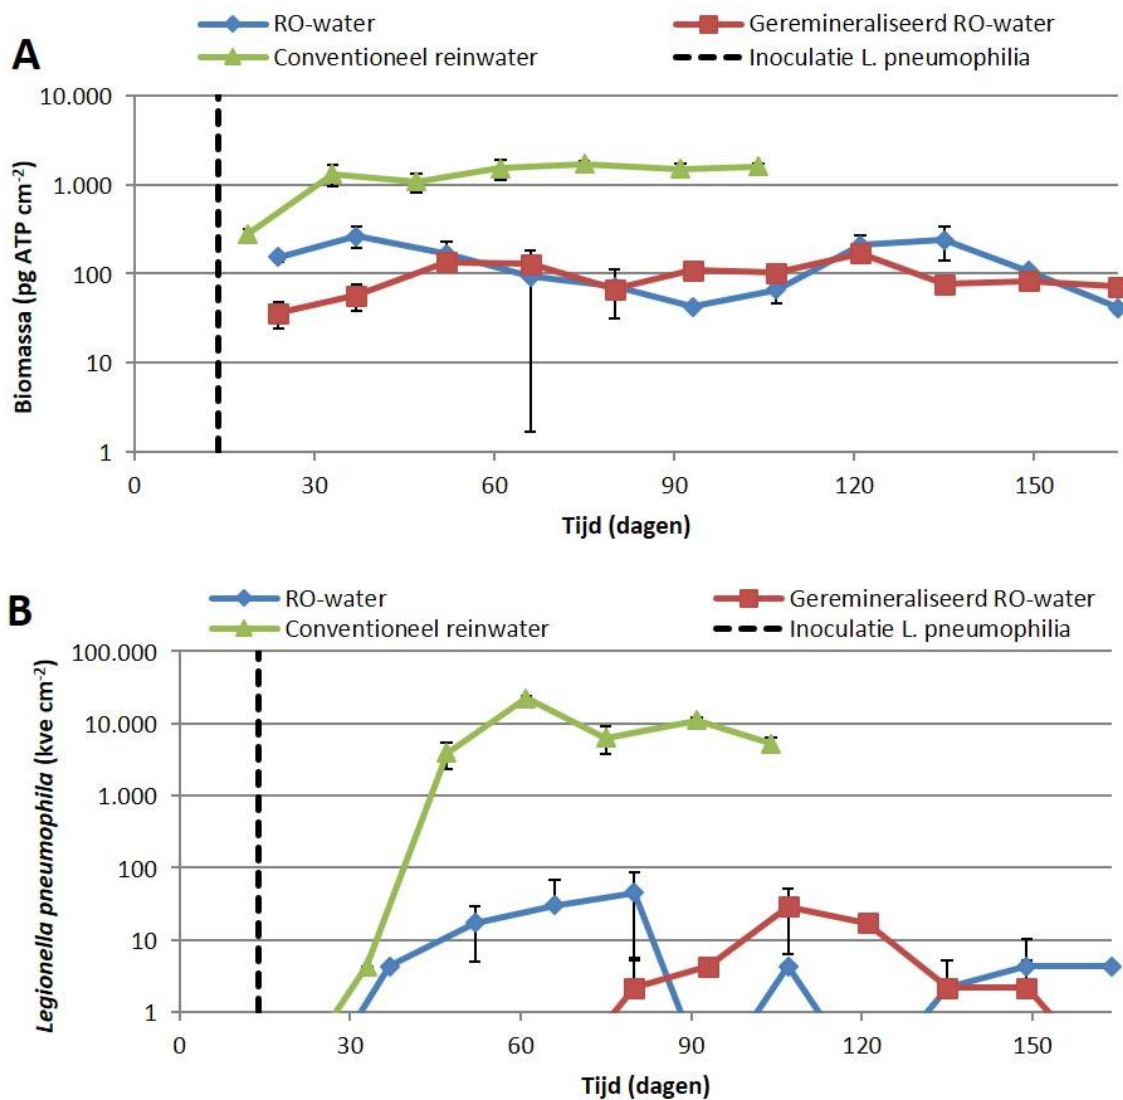 A
RO-water
Geremineraliseerd RO-water
Conventioneel reinwater
Inoculatie L. pneumophilia
Biomassa (pg ATP cm-2)
10.000
1.000
100
10
1
0 30 60 90 120 150
Tijd (dagen)
B
RO-water
Geremineraliseerd RO-water
Conventioneel reinwater
Inoculatie L. pneumophilia
Legionella pneumophila (kve cm-2)
100.000
10.000
1.000
100
10
1
0 30 60 90 120 150
Tijd (dagen)